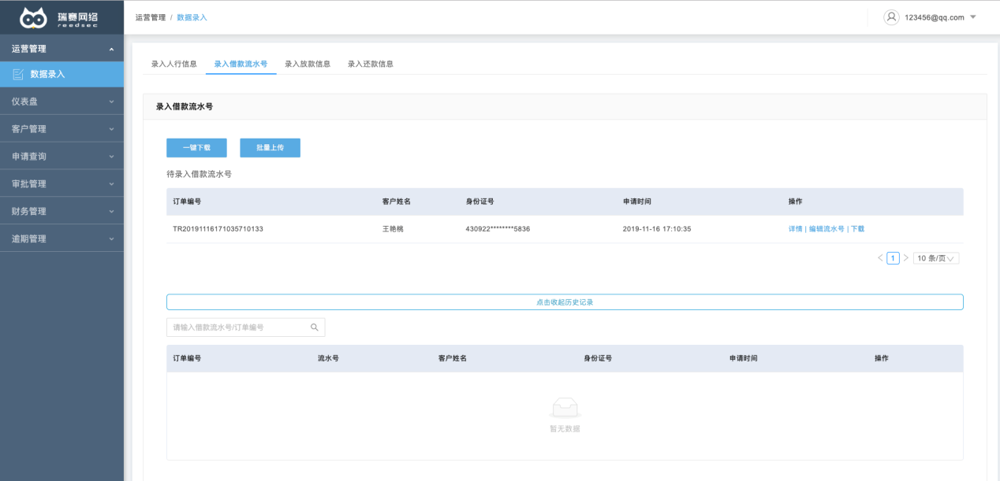 瑞赛网络
reedsec
运营管理 / 数据录入
123456@qq.com
运营管理
数据录入
仪表盘
客户管理
申请查询
审批管理
财务管理
逾期管理
录入人行信息 录入借款流水号 录入放款信息 录入还款信息
录入借款流水号
一键下载 批量上传
待录入借款流水号
订单编号 客户姓名 身份证号 申请时间 操作
TR20191116171035710133 王艳桃 430922********5836 2019-11-16 17:10:35 详情 | 编辑流水号 | 下载
< 1 > 10 条/页
点击收起历史记录
请输入借款流水号/订单编号
订单编号 流水号 客户姓名 身份证号 申请时间 操作
暂无数据